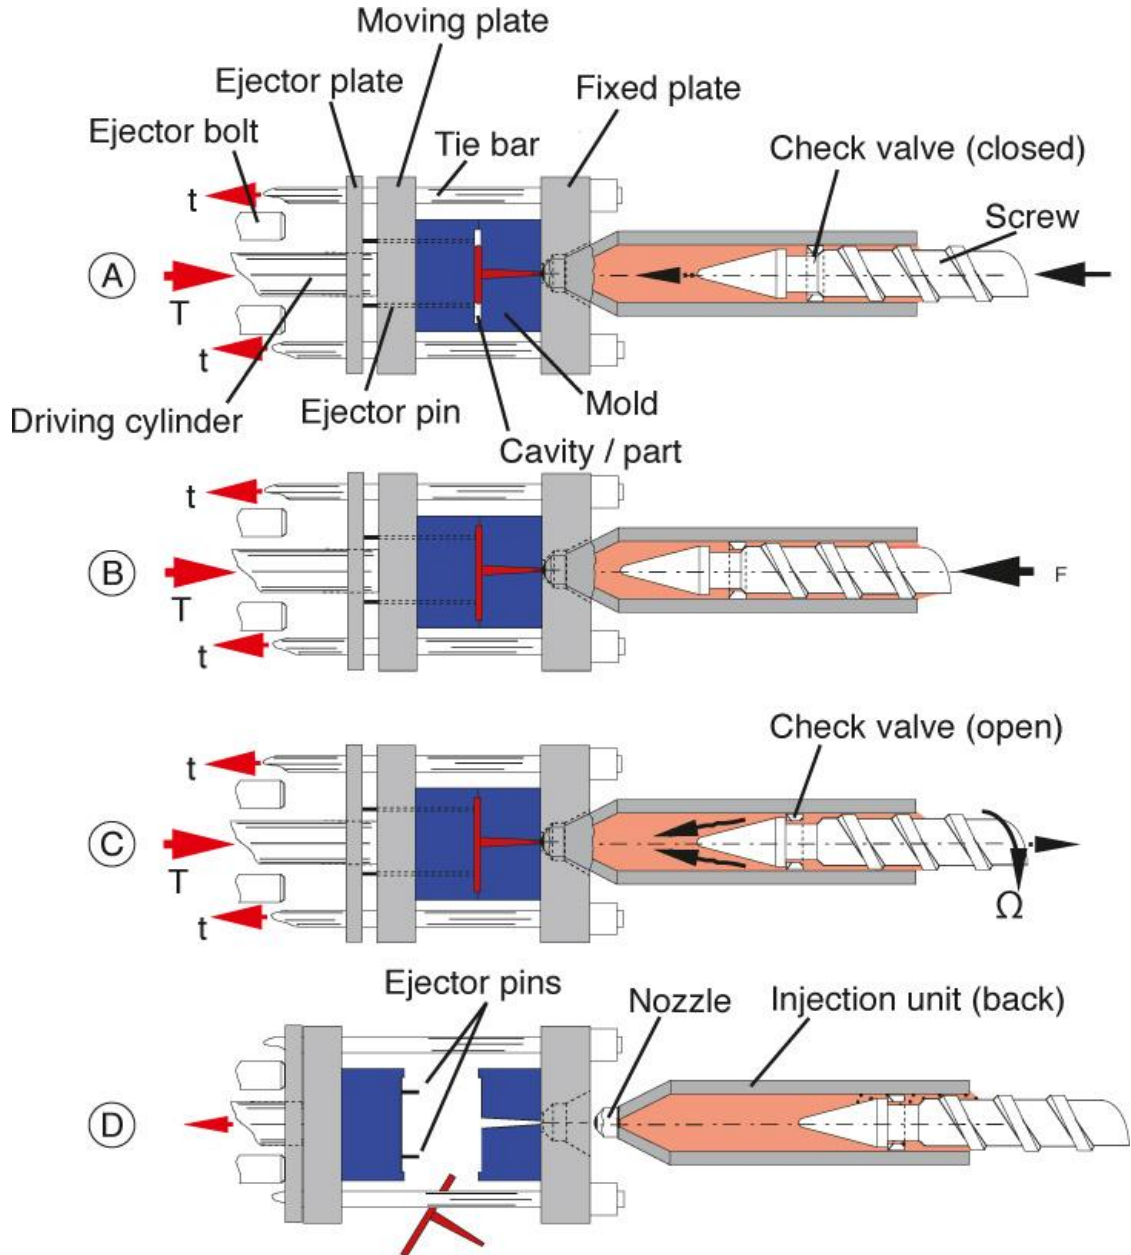 Moving plate
Ejector plate
Fixed plate
Ejector bolt
Tie bar
Check valve (closed)
t
Screw
A
T
t
Driving cylinder
Ejector pin
Mold
Cavity / part
t
B
T
F
t
Check valve (open)
t
C
T
Ω
t
Ejector pins
Nozzle
Injection unit (back)
D